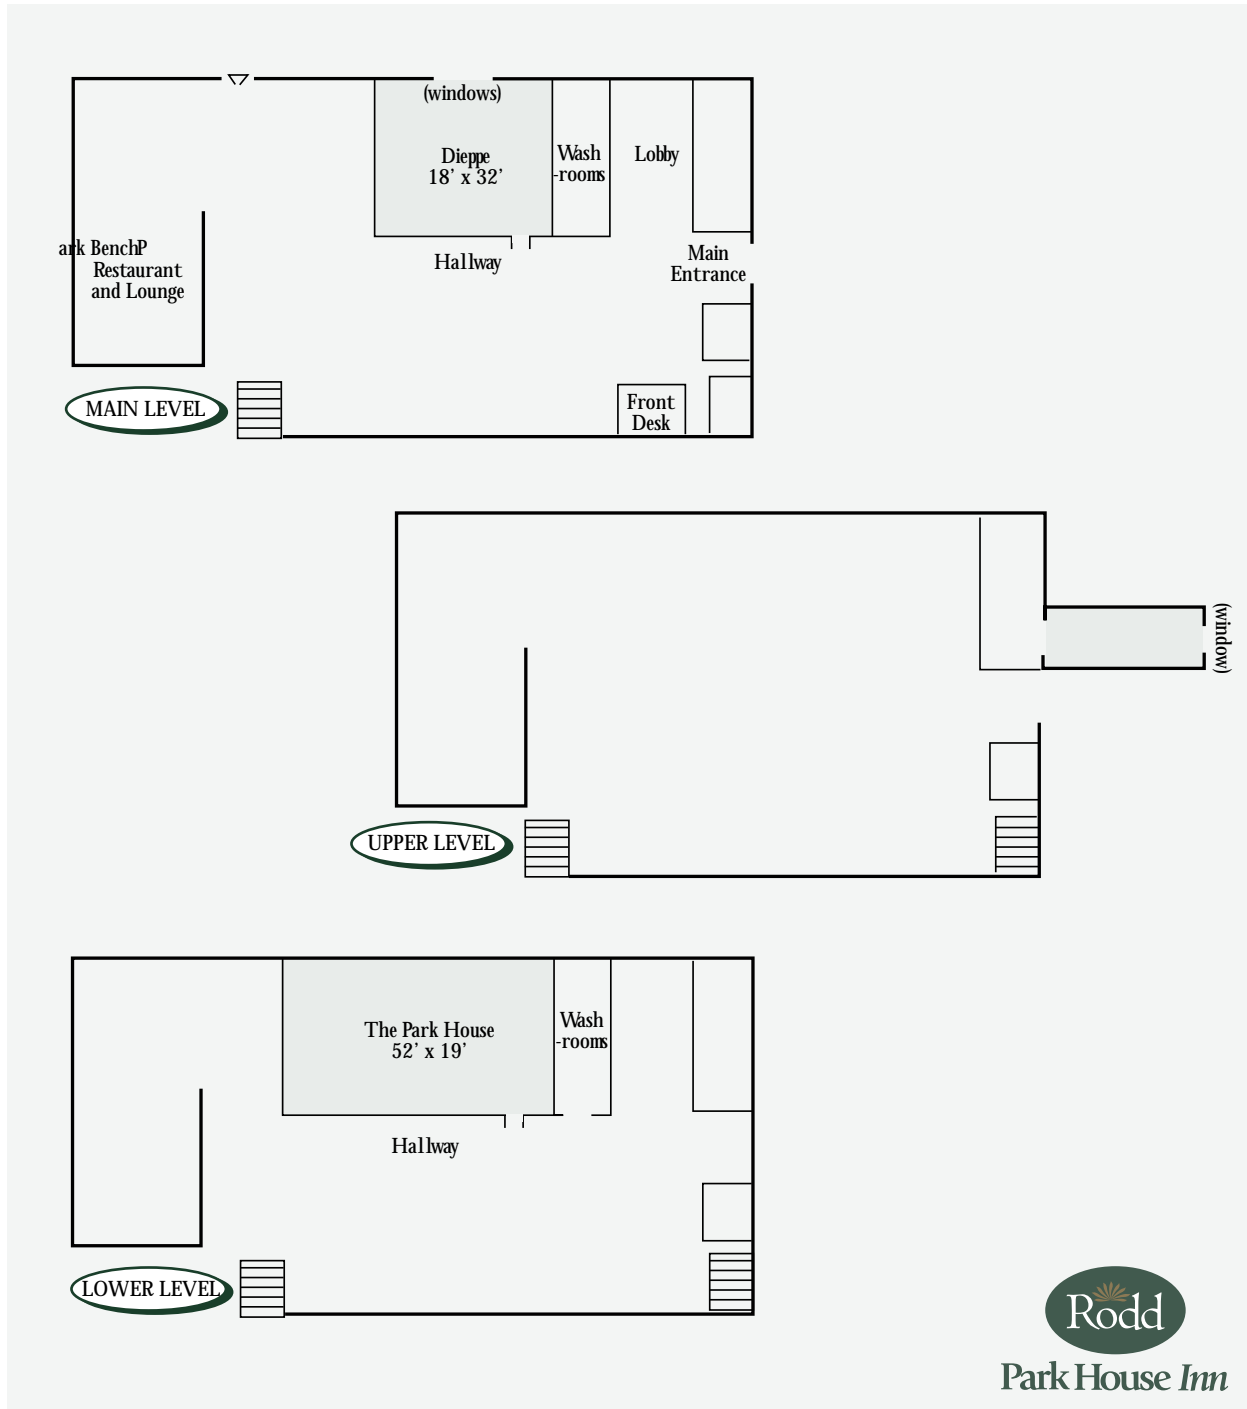 (windows)
Dieppe
18' x 32'
Wash
-rooms
Lobby
ark BenchP
Restaurant
and Lounge
Hallway
Main
Entrance
MAIN LEVEL
Front
Desk
(window)
UPPER LEVEL
The Park House
52' x 19'
Wash
-rooms
Hallway
LOWER LEVEL
Rodd
Park House Inn